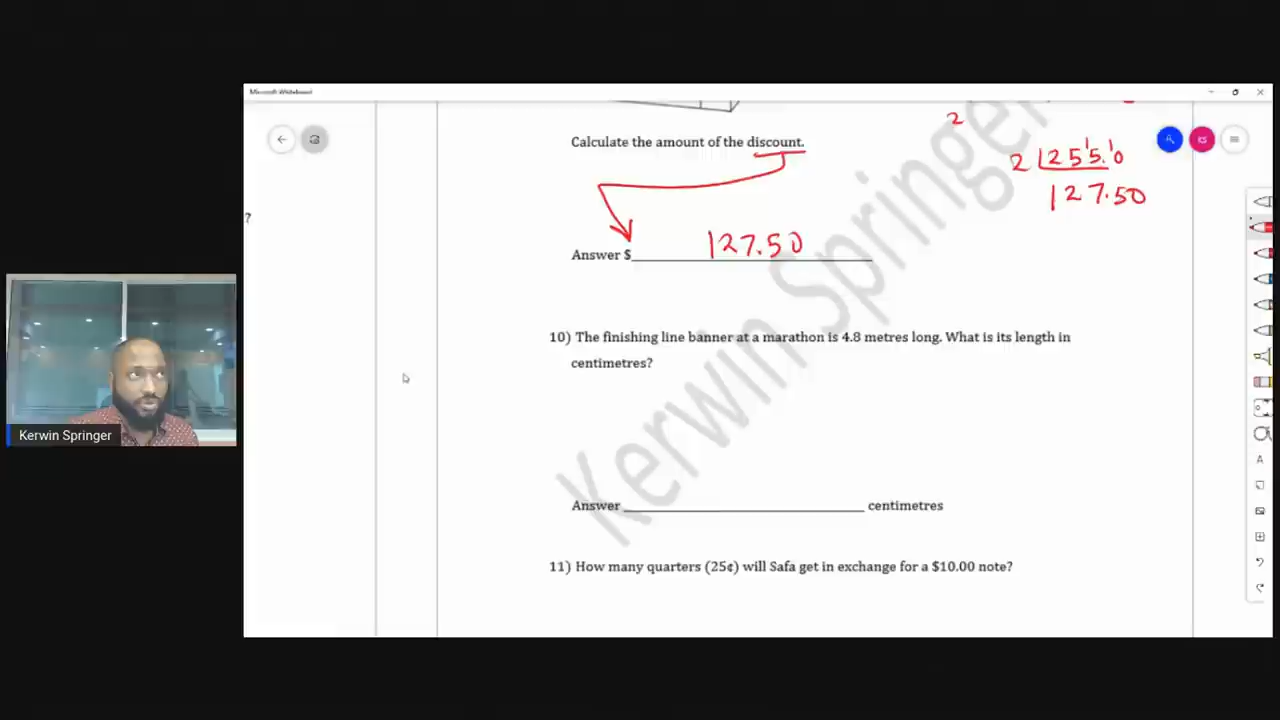 Microsoft Whiteboard
2
Calculate the amount of the discount.
2 255.0
127.50
?
Answer $ 127.50
10) The finishing line banner at a marathon is 4.8 metres long. What is its length in
centimetres?
Kerwin Springer
Kerwin Springer
Answer centimetres
11) How many quarters (25¢) will Safa get in exchange for a $10.00 note?